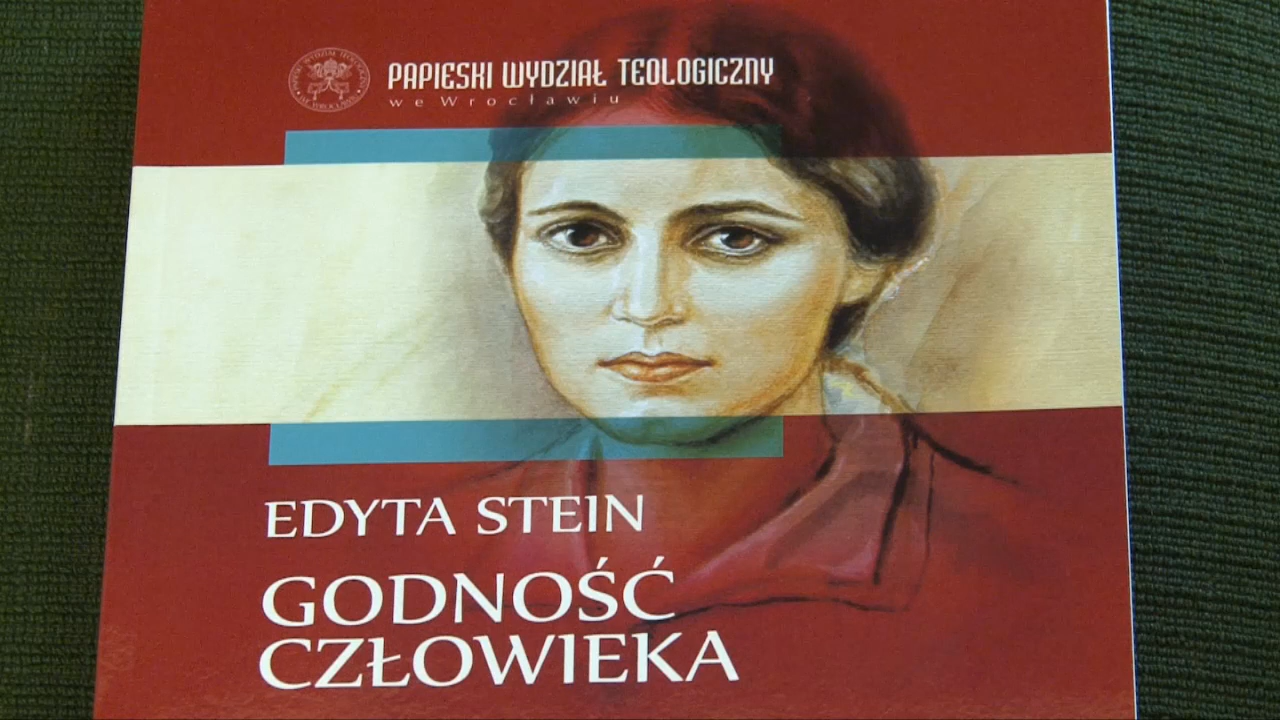 PAPIESKI WYDZIAŁ TEOLOGICZNY
we Wrocławiu
EDYTA STEIN
GODNOŚĆ
CZŁOWIEKA